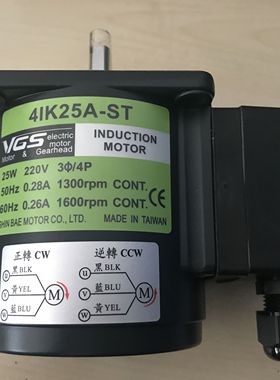 4IK25A-ST
VGS electric motor & Gearhead
Motor
INDUCTION
MOTOR
25W 220V 3Φ/4P
50Hz 0.28A 1300rpm CONT.
60Hz 0.26A 1600rpm CONT.
SHIN BAE MOTOR CO., LTD. MADE IN TAIWAN
CE
正轉 CW 逆轉 CCW
u 黑BLK u 黑BLK
v 黃YEL M v 藍BLU M
w 藍BLU w 黃YEL